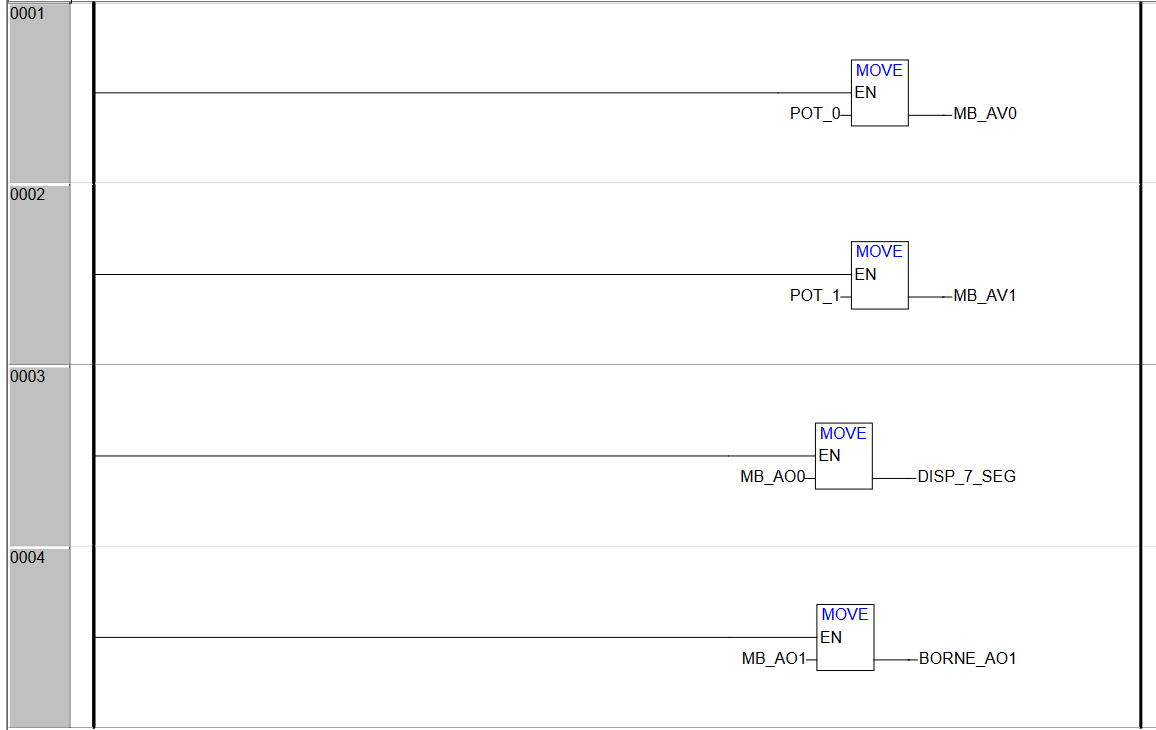 0001
MOVE
EN
POT_0
MB_AV0
0002
MOVE
EN
POT_1
MB_AV1
0003
MOVE
EN
MB_AO0
DISP_7_SEG
0004
MOVE
EN
MB_AO1
BORNE_AO1